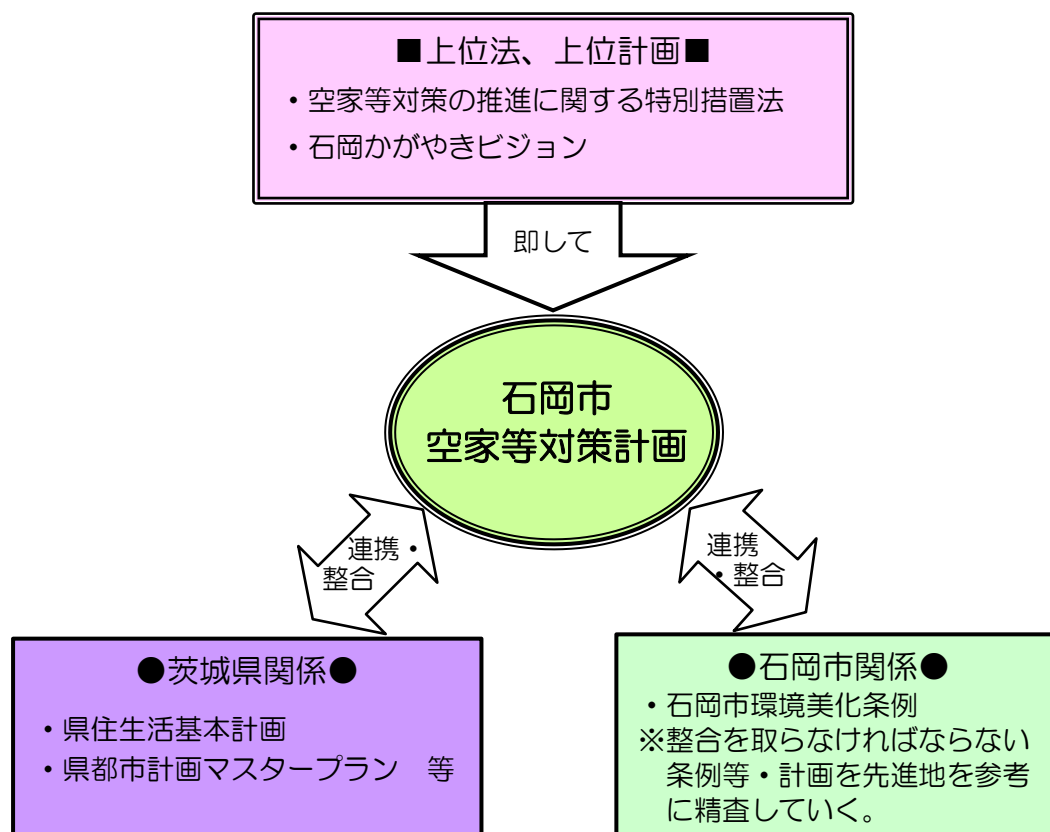 ■上位法、上位計画■
・空家等対策の推進に関する特別措置法
・石岡かがやきビジョン
即して
石岡市
空家等対策計画
連携・
整合
連携
・整合
●茨城県関係●
・県住生活基本計画
・県都市計画マスタープラン　等
●石岡市関係●
・石岡市環境美化条例
※整合を取らなければならない
条例等・計画を先進地を参考
に精査していく。